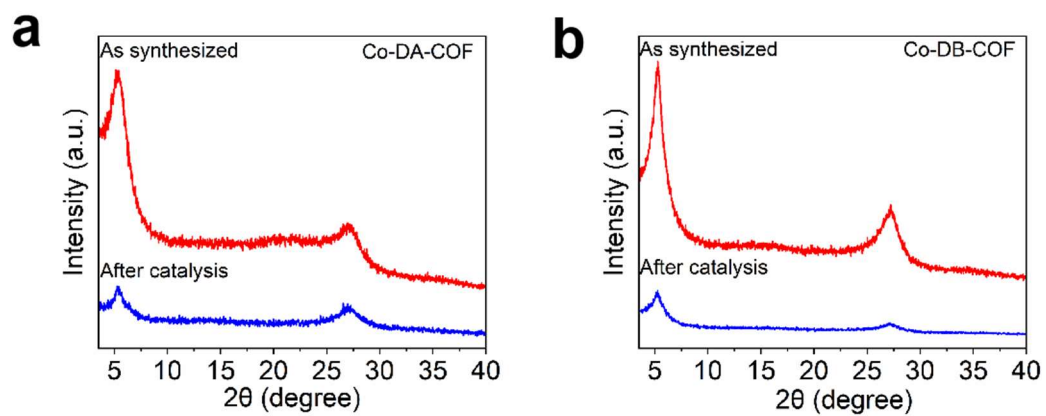 a
As synthesized
Co-DA-COF
After catalysis
Intensity (a.u.)
5 10 15 20 25 30 35 40
2θ (degree)
b
As synthesized
Co-DB-COF
After catalysis
Intensity (a.u.)
5 10 15 20 25 30 35 40
2θ (degree)